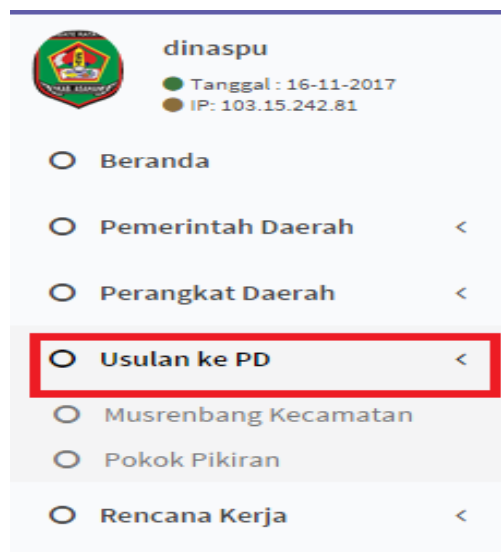 dinaspu
Tanggal : 16-11-2017
IP: 103.15.242.81
Beranda
Pemerintah Daerah <
Perangkat Daerah <
Usulan ke PD <
Musrenbang Kecamatan
Pokok Pikiran
Rencana Kerja <